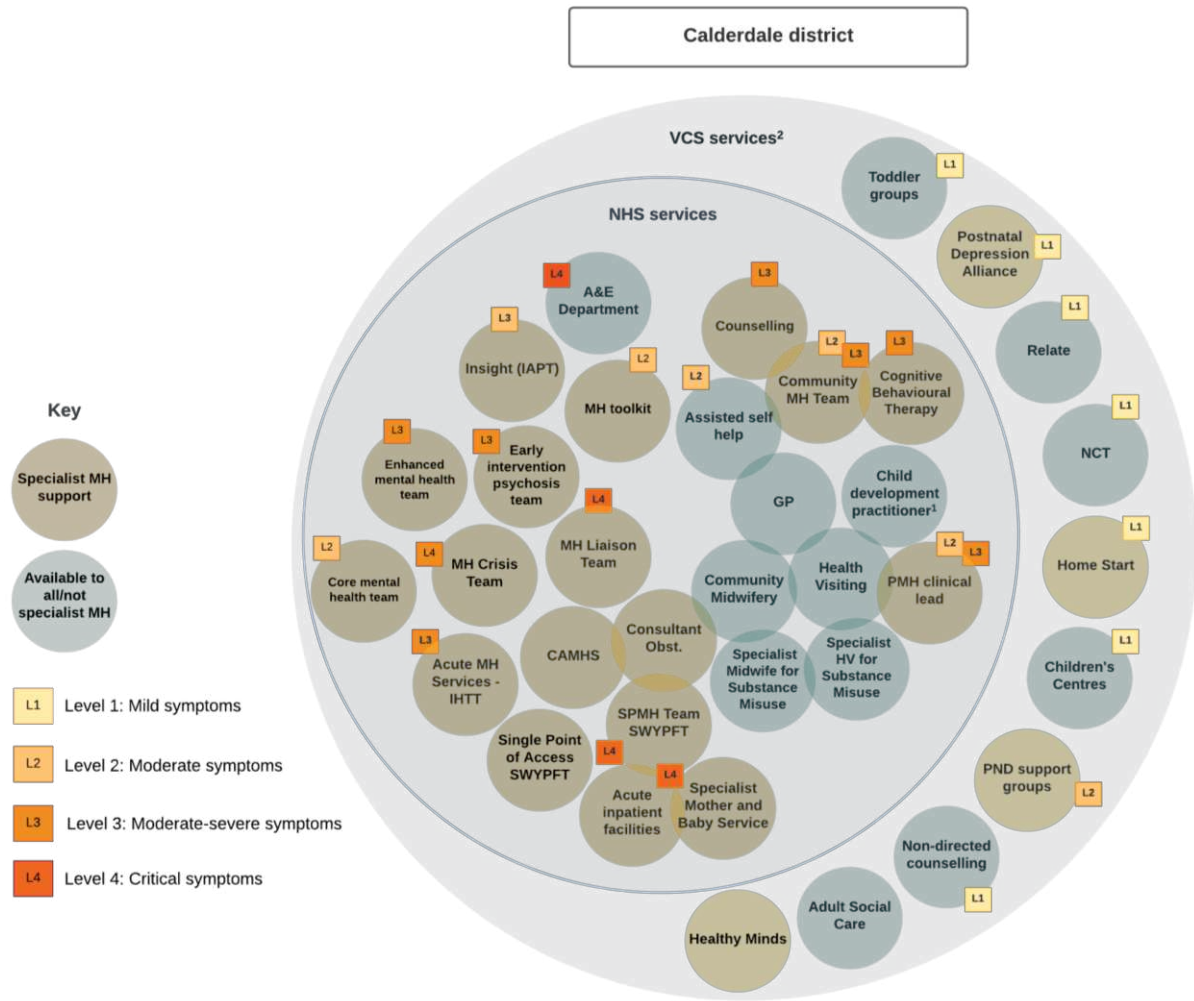 Calderdale district
VCS services²
NHS services
Toddler
groups
L1
Postnatal
Depression
Alliance
L1
Relate
L1
NCT
L1
Home Start
L1
Children's
Centres
L1
PND support
groups
L2
Non-directed
counselling
L1
Adult Social
Care
Healthy Minds
L4
A&E
Department
L3
Insight (IAPT)
L2
MH toolkit
L3
Counselling
L2
L3
Community
MH Team
L3
Cognitive
Behavioural
Therapy
L2
Assisted self
help
L3
Enhanced
mental health
team
L3
Early
intervention
psychosis
team
GP
Child
development
practitioner¹
L4
MH Liaison
Team
L2
Core mental
health team
L4
MH Crisis
Team
Community
Midwifery
Health
Visiting
L2
L3
PMH clinical
lead
L3
Acute MH
Services -
IHTT
CAMHS
Consultant
Obst.
Specialist
Midwife for
Substance
Misuse
Specialist
HV for
Substance
Misuse
Single Point
of Access
SWYPFT
SPMH Team
SWYPFT
L4
Acute
inpatient
facilities
L4
Specialist
Mother and
Baby Service
Key
Specialist MH
support
Available to
all/not
specialist MH
L1 Level 1: Mild symptoms
L2 Level 2: Moderate symptoms
L3 Level 3: Moderate-severe symptoms
L4 Level 4: Critical symptoms